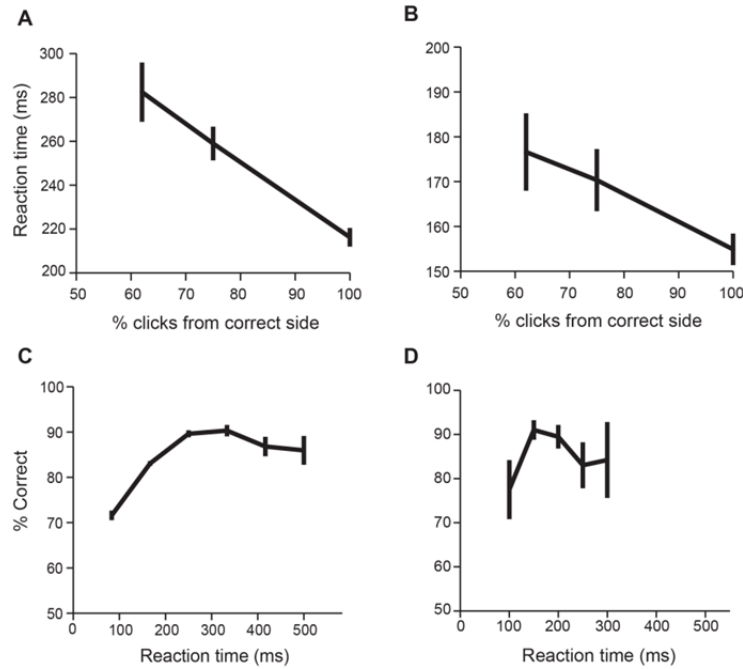 A
Reaction time (ms)
300
280
260
240
220
200
50 60 70 80 90 100
% clicks from correct side
B
200
190
180
170
160
150
50 60 70 80 90 100
% clicks from correct side
C
% Correct
100
90
80
70
60
50
0 100 200 300 400 500
Reaction time (ms)
D
100
90
80
70
60
50
0 100 200 300 400 500
Reaction time (ms)